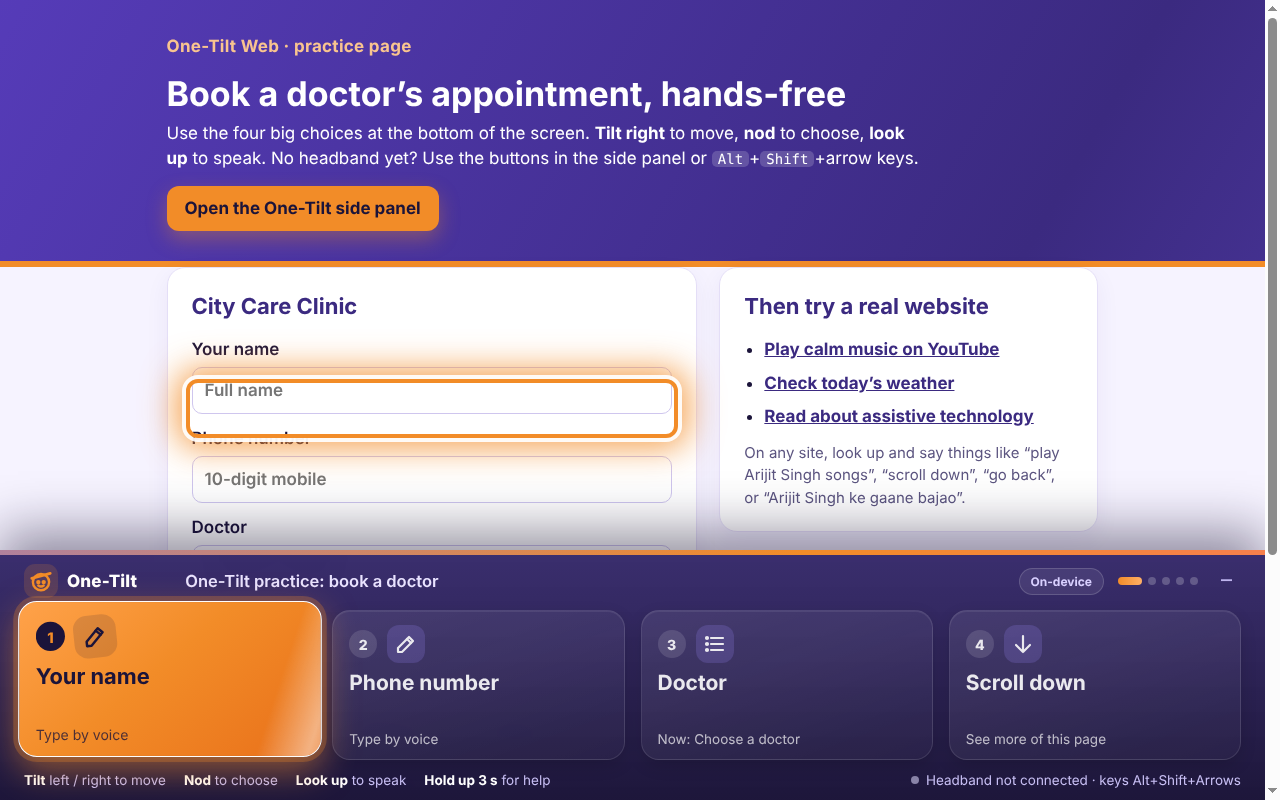 One-Tilt Web · practice page
Book a doctor’s appointment, hands-free
Use the four big choices at the bottom of the screen. Tilt right to move, nod to choose, look
up to speak. No headband yet? Use the buttons in the side panel or Alt+Shift+arrow keys.
Open the One-Tilt side panel
City Care Clinic
Your name
Full name
Phone number
10-digit mobile
Doctor
Then try a real website
• Play calm music on YouTube
• Check today’s weather
• Read about assistive technology
On any site, look up and say things like “play
Arijit Singh songs”, “scroll down”, “go back”,
or “Arijit Singh ke gaane bajao”.
One-Tilt
One-Tilt practice: book a doctor
On-device
1
Your name
Type by voice
2
Phone number
Type by voice
3
Doctor
Now: Choose a doctor
4
Scroll down
See more of this page
Tilt left / right to move Nod to choose Look up to speak Hold up 3 s for help
Headband not connected · keys Alt+Shift+Arrows